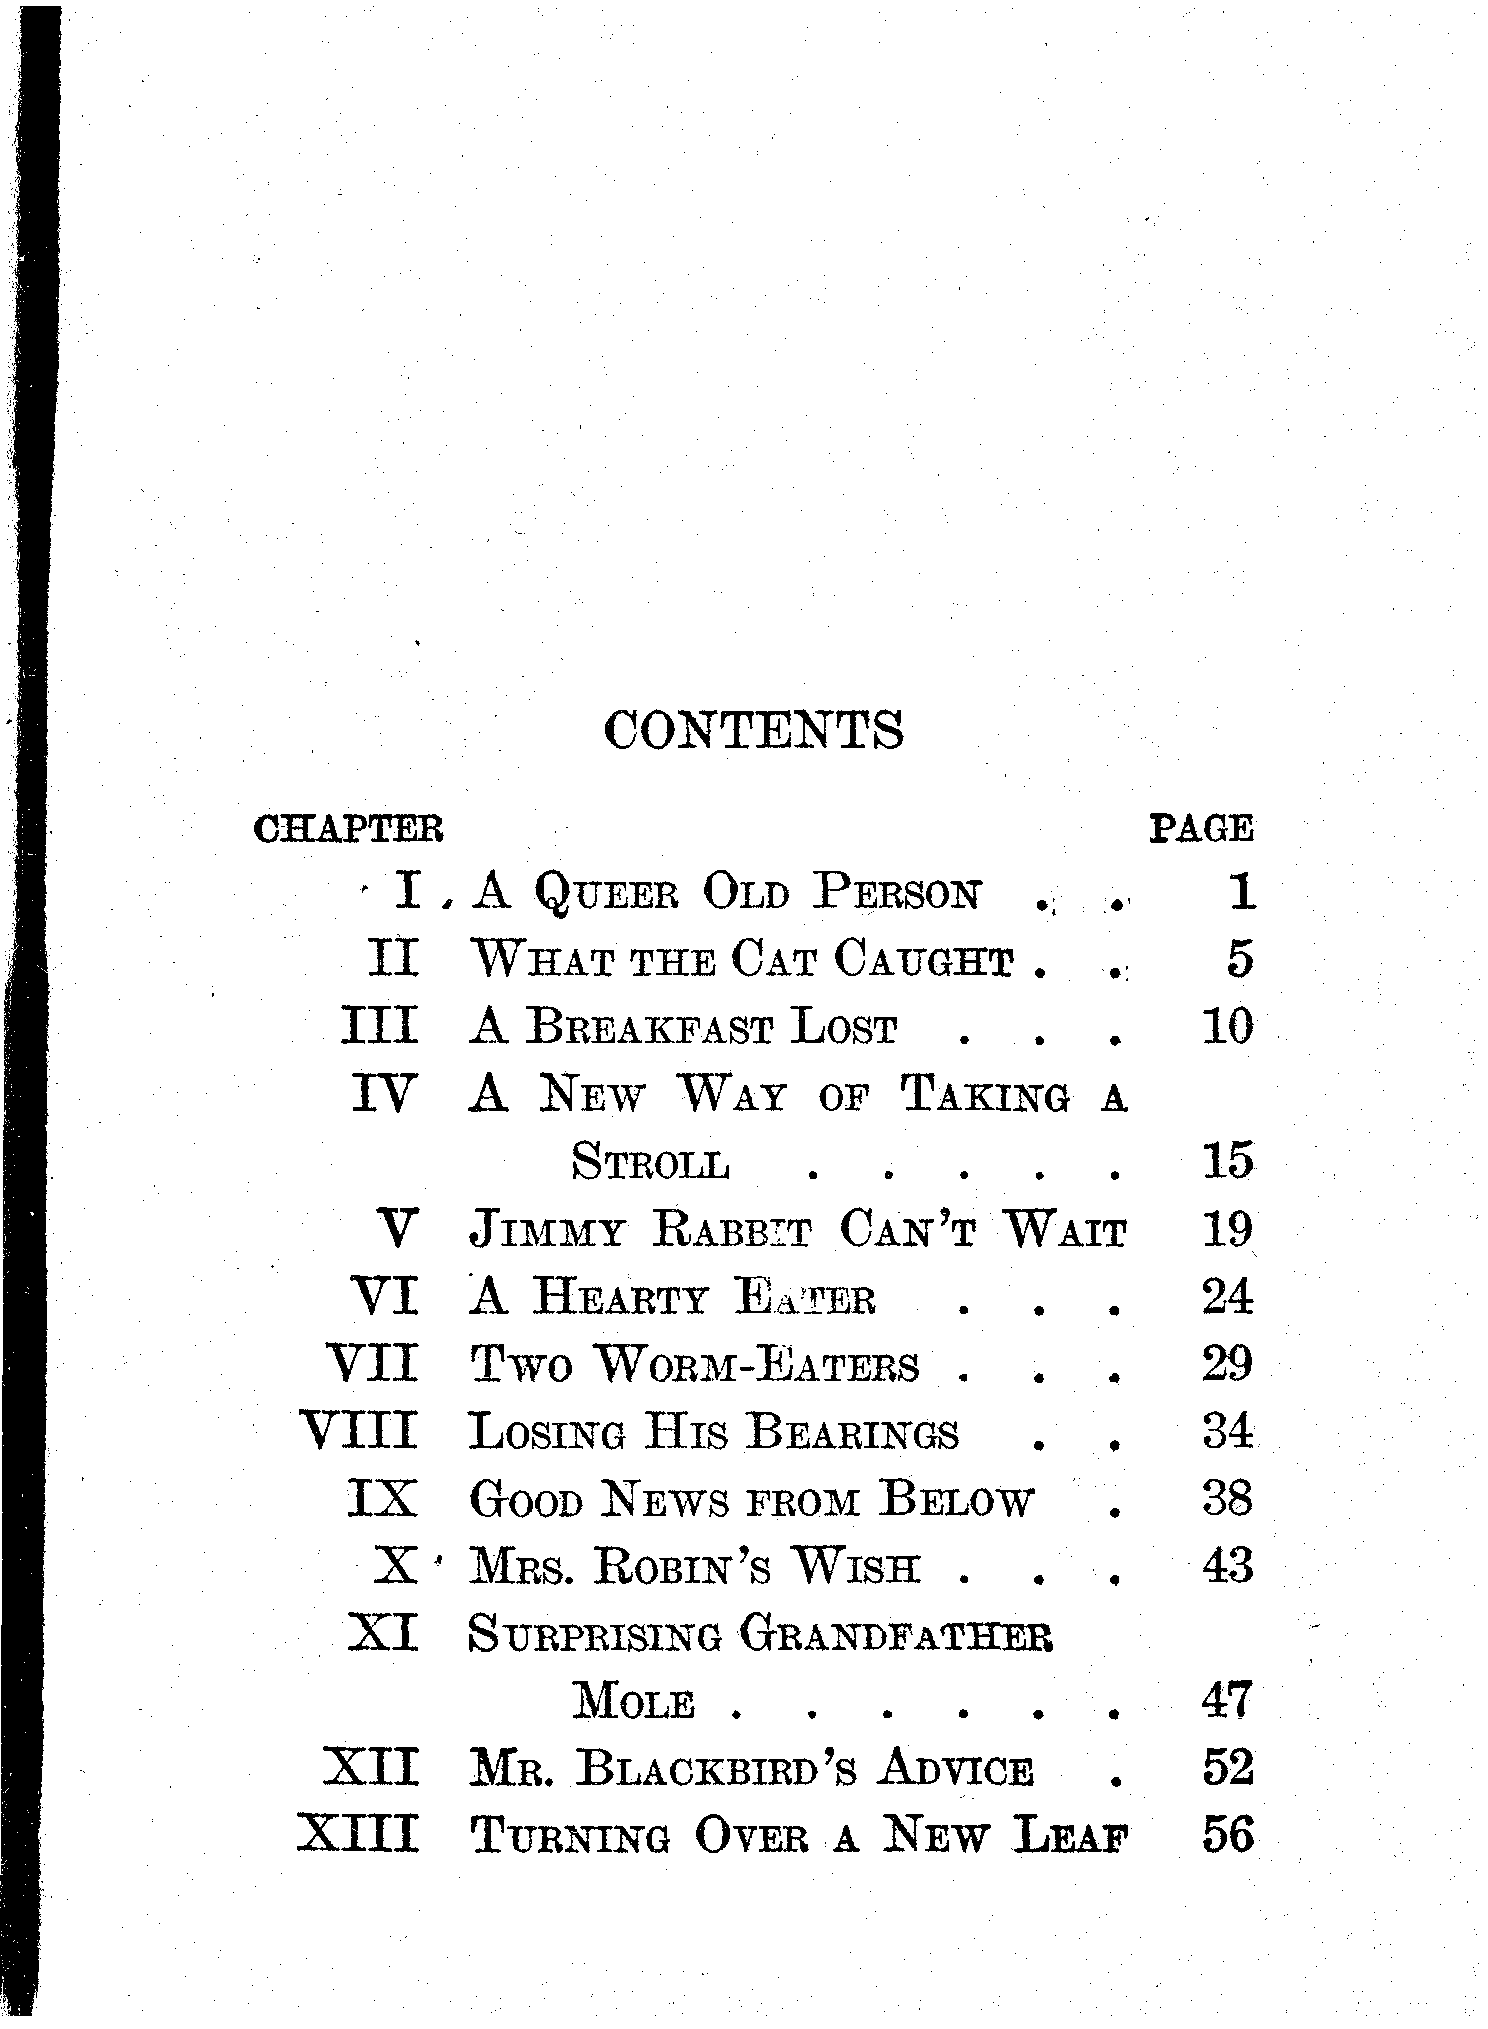 CONTENTS
CHAPTER PAGE
I A QUEER OLD PERSON . . 1
II WHAT THE CAT CAUGHT . . 5
III A BREAKFAST LOST . . . 10
IV A NEW WAY OF TAKING A
STROLL . . . . . 15
V JIMMY RABBIT CAN'T WAIT 19
VI A HEARTY EATER . . . 24
VII TWO WORM-EATERS . . . 29
VIII LOSING HIS BEARINGS . . 34
IX GOOD NEWS FROM BELOW . 38
X MRS. ROBIN'S WISH . . . 43
XI SURPRISING GRANDFATHER
MOLE . . . . . . 47
XII MR. BLACKBIRD'S ADVICE . 52
XIII TURNING OVER A NEW LEAF 56